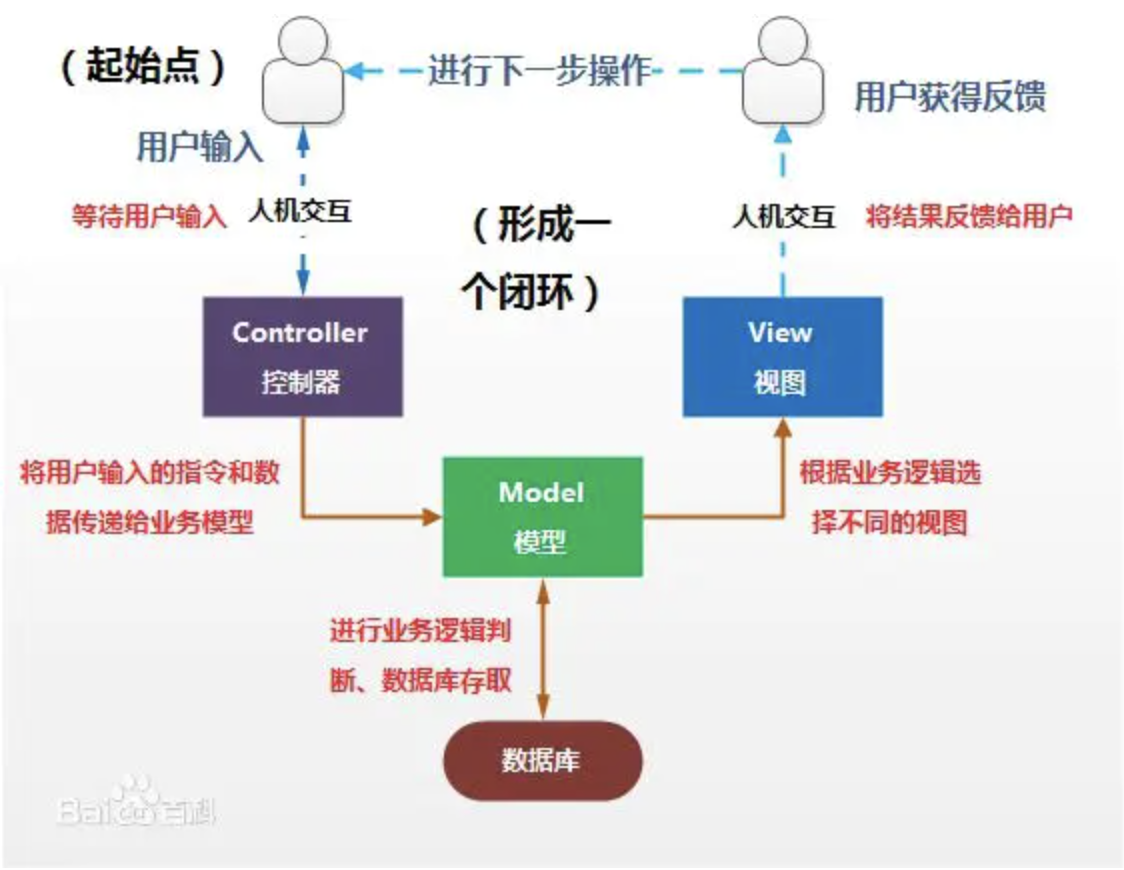 （起始点）
进行下一步操作
用户获得反馈
用户输入
等待用户输入
人机交互
（形成一
个闭环）
人机交互
将结果反馈给用户
Controller
控制器
View
视图
将用户输入的指令和数
据传递给业务模型
Model
模型
根据业务逻辑选
择不同的视图
进行业务逻辑判
断、数据库存取
数据库
Bai du 百科